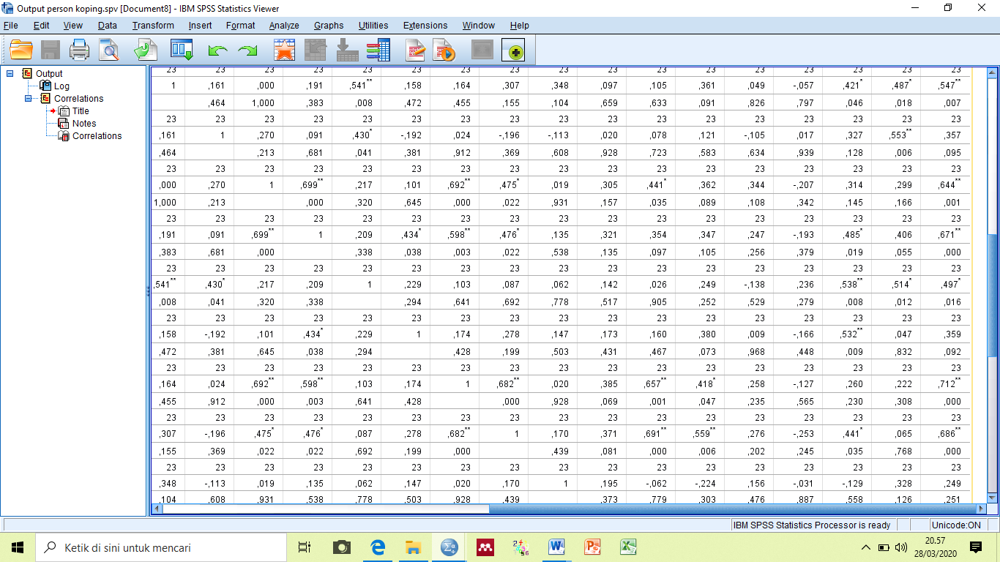 Output person koping.spv [Document8] - IBM SPSS Statistics Viewer
File Edit View Data Transform Insert Format Analyze Graphs Utilities Extensions Window Help
Output
Log
Correlations
Title
Notes
Correlations
23 23 23 23 23 23 23 23 23 23 23 23 23 23 23 23 23
1 ,161 ,000 ,191 ,541** ,158 ,164 ,307 ,348 ,097 ,105 ,361 ,049 -,057 ,421* ,487* ,547**
,464 1,000 ,383 ,008 ,472 ,455 ,155 ,104 ,659 ,633 ,091 ,826 ,797 ,046 ,018 ,007
23 23 23 23 23 23 23 23 23 23 23 23 23 23 23 23 23
,161 1 ,270 ,091 ,430* -,192 ,024 -,196 -,113 ,020 ,078 ,121 -,105 ,017 ,327 ,553** ,357
,464 ,213 ,681 ,041 ,381 ,912 ,369 ,608 ,928 ,723 ,583 ,634 ,939 ,128 ,006 ,095
23 23 23 23 23 23 23 23 23 23 23 23 23 23 23 23 23
,000 ,270 1 ,699** ,217 ,101 ,692** ,475* ,019 ,305 ,441* ,362 ,344 -,207 ,314 ,299 ,644**
1,000 ,213 ,000 ,320 ,645 ,000 ,022 ,931 ,157 ,035 ,089 ,108 ,342 ,145 ,166 ,001
23 23 23 23 23 23 23 23 23 23 23 23 23 23 23 23 23
,191 ,091 ,699** 1 ,209 ,434* ,598** ,476* ,135 ,321 ,354 ,347 ,247 -,193 ,485* ,406 ,671**
,383 ,681 ,000 ,338 ,038 ,003 ,022 ,538 ,135 ,097 ,105 ,256 ,379 ,019 ,055 ,000
23 23 23 23 23 23 23 23 23 23 23 23 23 23 23 23 23
,541** ,430* ,217 ,209 1 ,229 ,103 ,087 ,062 ,142 ,026 ,249 -,138 ,236 ,538** ,514* ,497*
,008 ,041 ,320 ,338 ,294 ,641 ,692 ,778 ,517 ,905 ,252 ,529 ,279 ,008 ,012 ,016
23 23 23 23 23 23 23 23 23 23 23 23 23 23 23 23 23
,158 -,192 ,101 ,434* ,229 1 ,174 ,278 ,147 ,173 ,160 ,380 ,009 -,166 ,532** ,047 ,359
,472 ,381 ,645 ,038 ,294 ,428 ,199 ,503 ,431 ,467 ,073 ,968 ,448 ,009 ,832 ,092
23 23 23 23 23 23 23 23 23 23 23 23 23 23 23 23 23
,164 ,024 ,692** ,598** ,103 ,174 1 ,682** ,020 ,385 ,657** ,418* ,258 -,127 ,260 ,222 ,712**
,455 ,912 ,000 ,003 ,641 ,428 ,000 ,928 ,069 ,001 ,047 ,235 ,565 ,230 ,308 ,000
23 23 23 23 23 23 23 23 23 23 23 23 23 23 23 23 23
,307 -,196 ,475* ,476* ,087 ,278 ,682** 1 ,170 ,371 ,691** ,559** ,276 -,253 ,441* ,065 ,686**
,155 ,369 ,022 ,022 ,692 ,199 ,000 ,439 ,081 ,000 ,006 ,202 ,245 ,035 ,768 ,000
23 23 23 23 23 23 23 23 23 23 23 23 23 23 23 23 23
,348 -,113 ,019 ,135 ,062 ,147 ,020 ,170 1 ,195 -,062 -,224 ,156 -,031 -,129 ,328 ,249
,104 ,608 ,931 ,538 ,778 ,503 ,928 ,439 ,373 ,779 ,303 ,476 ,887 ,558 ,126 ,251
IBM SPSS Statistics Processor is ready Unicode:ON
Ketik di sini untuk mencari
20.57
28/03/2020